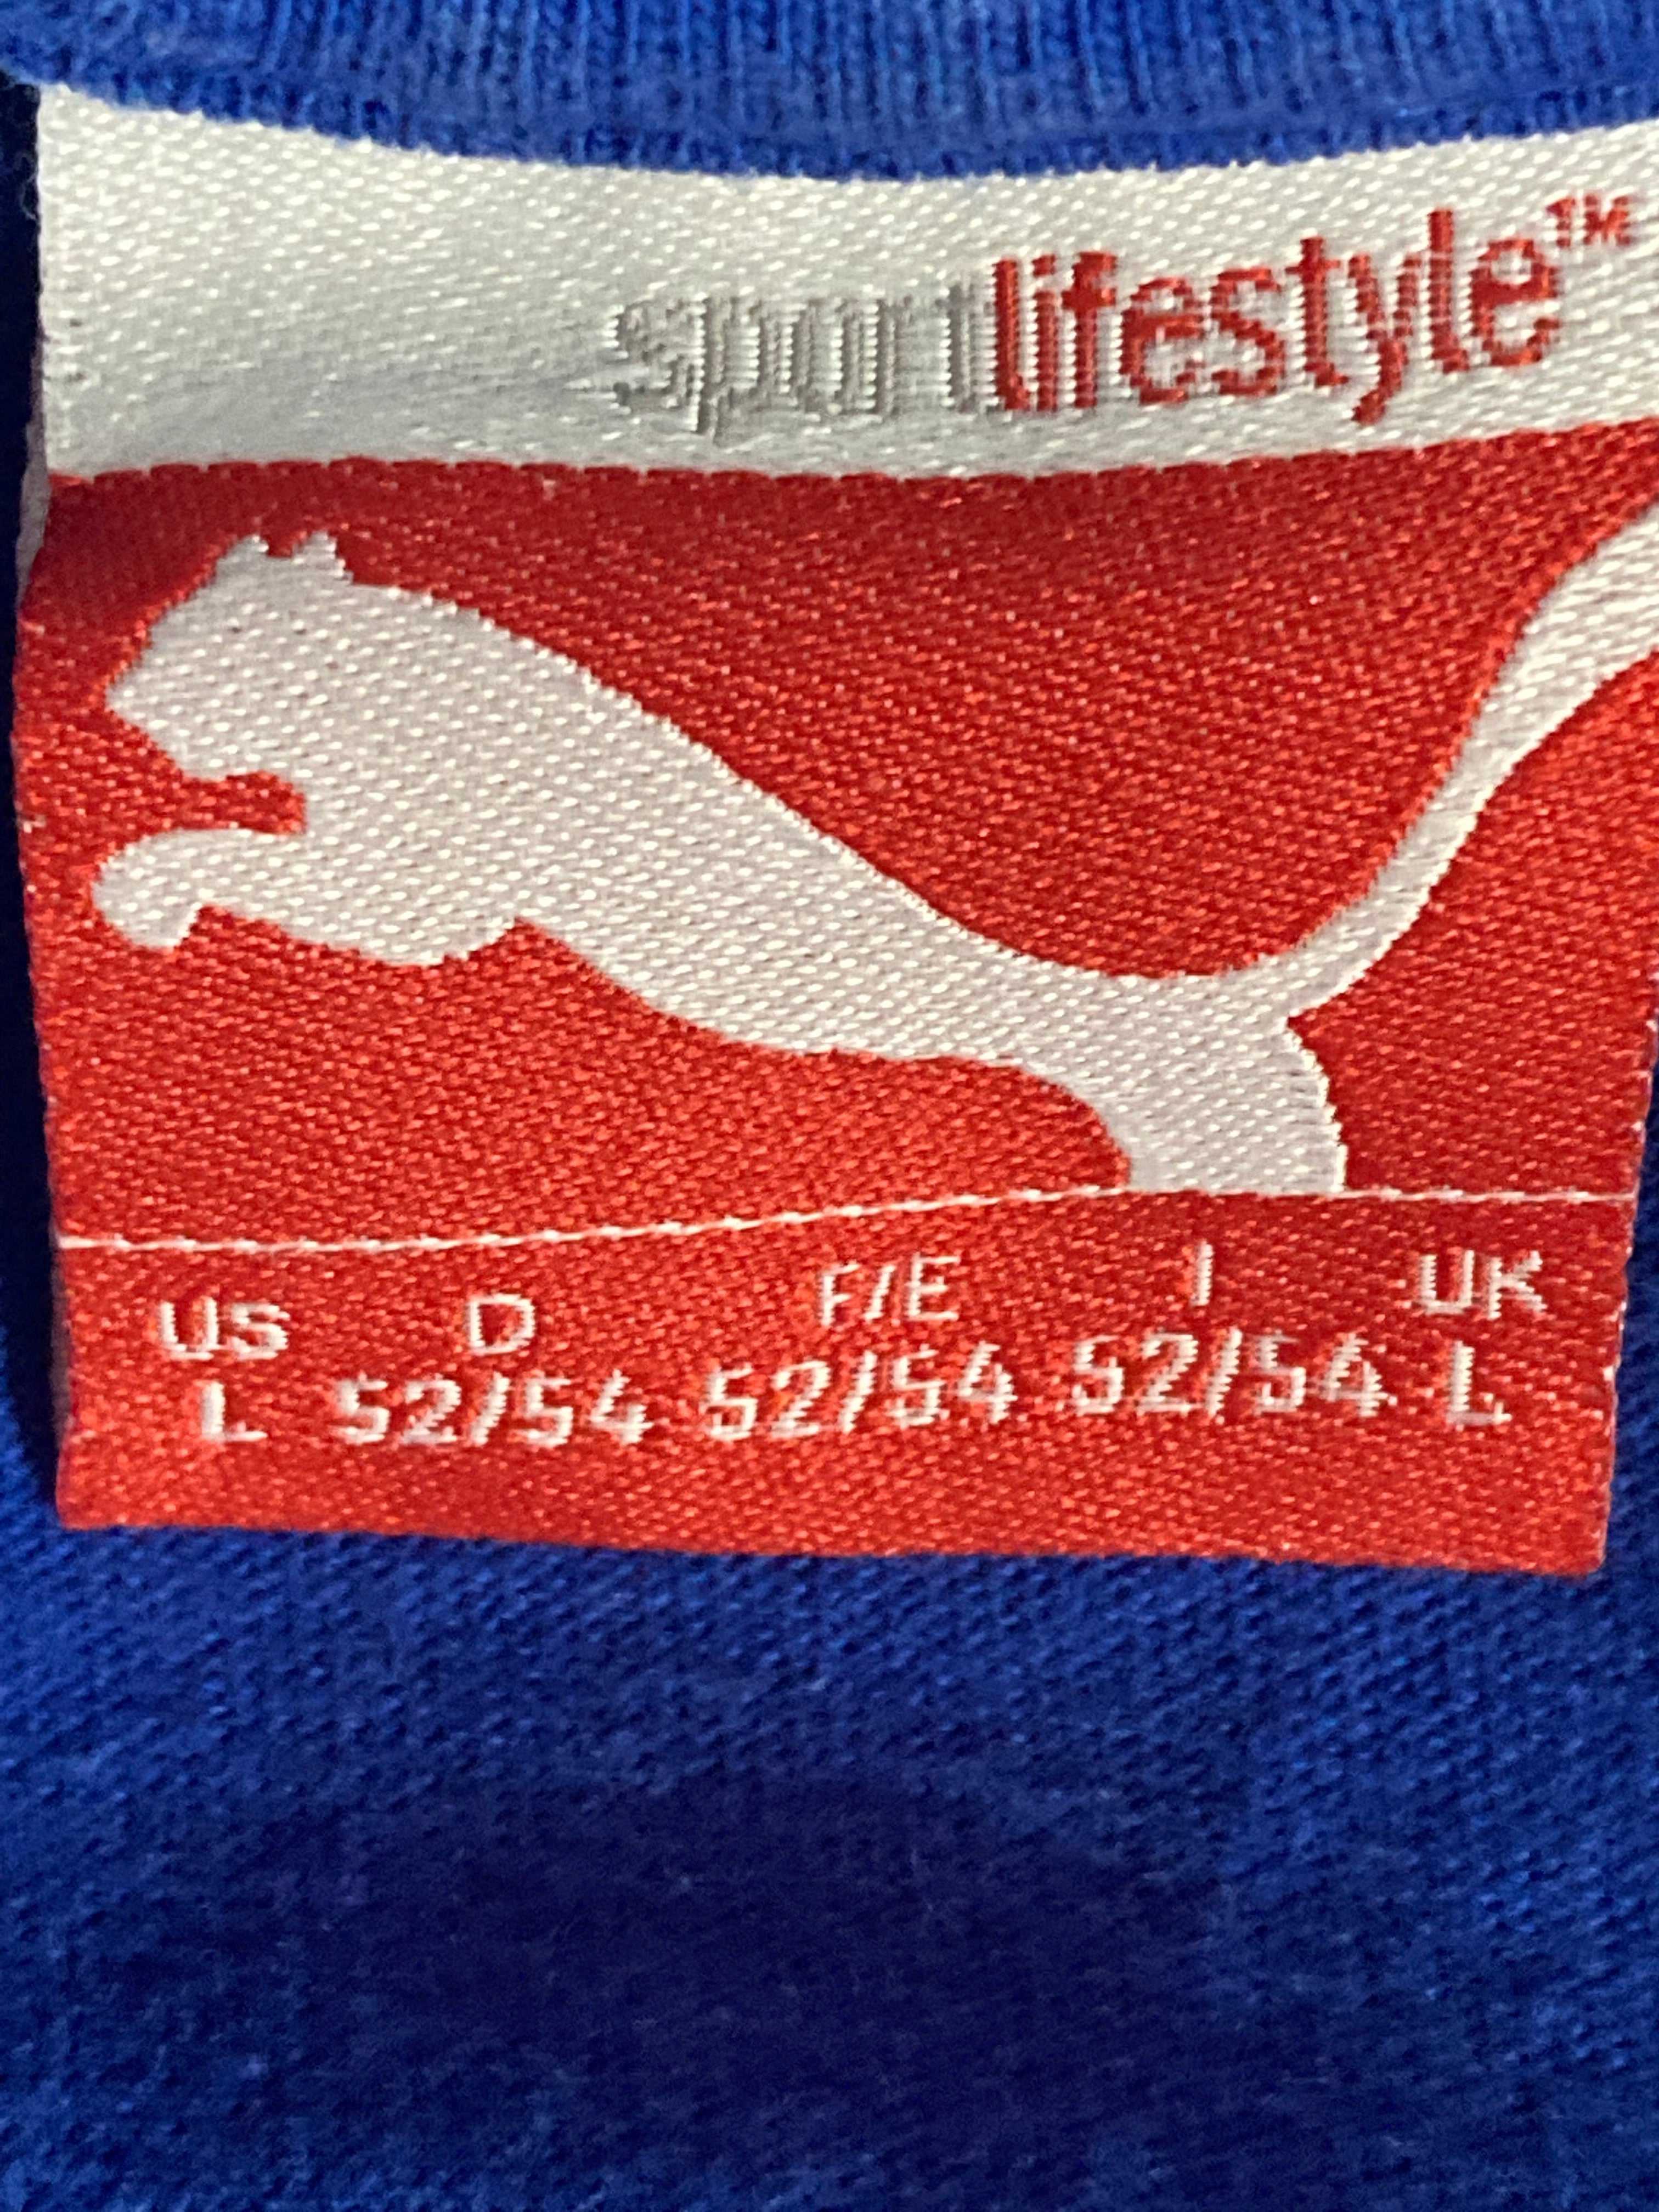 sportlifestyle™
US D F/E I UK
L 52/54 52/54 52/54 L